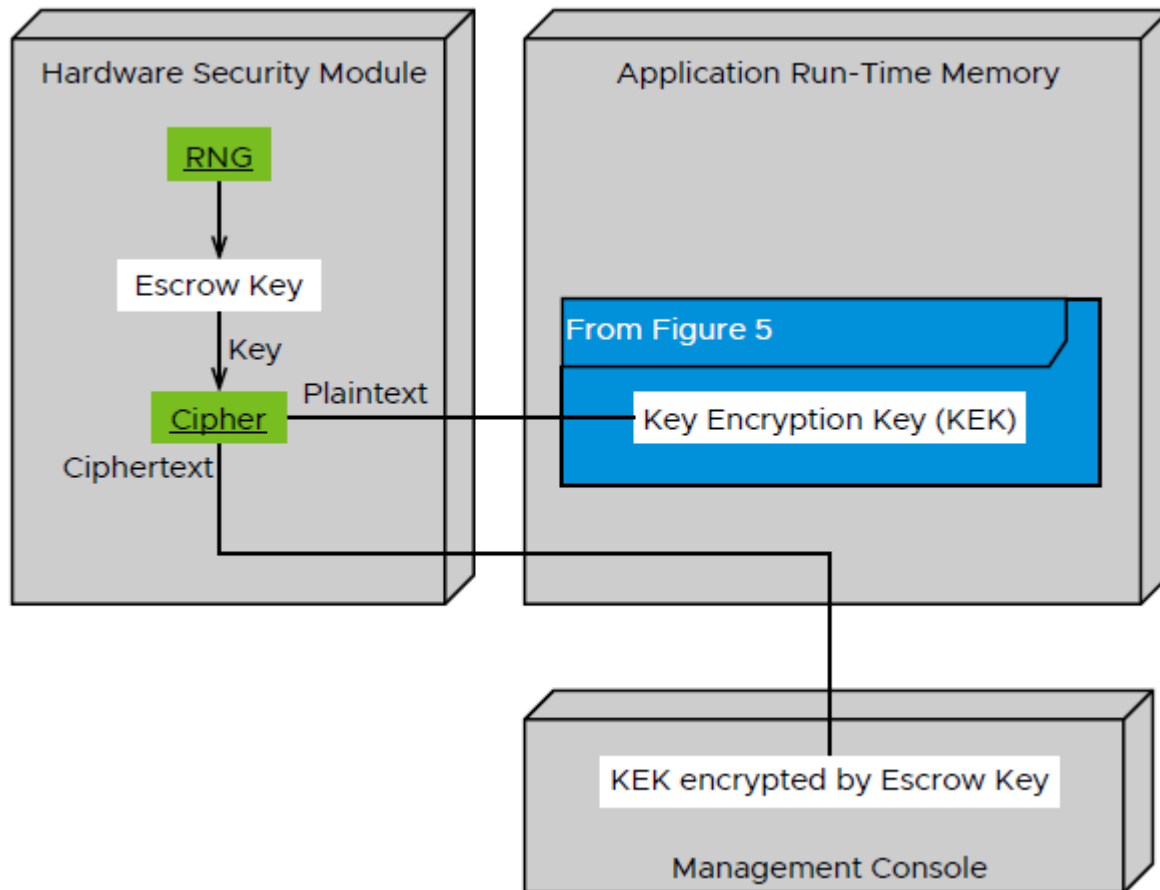 Hardware Security Module
RNG
Escrow Key
Key
Cipher
Plaintext
Ciphertext
Application Run-Time Memory
From Figure 5
Key Encryption Key (KEK)
KEK encrypted by Escrow Key
Management Console